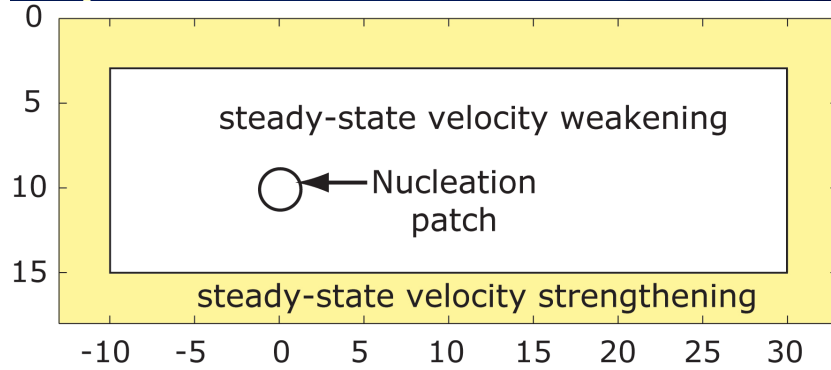 0
5
steady-state velocity weakening
10
Nucleation
patch
15
steady-state velocity strengthening
-10 -5 0 5 10 15 20 25 30